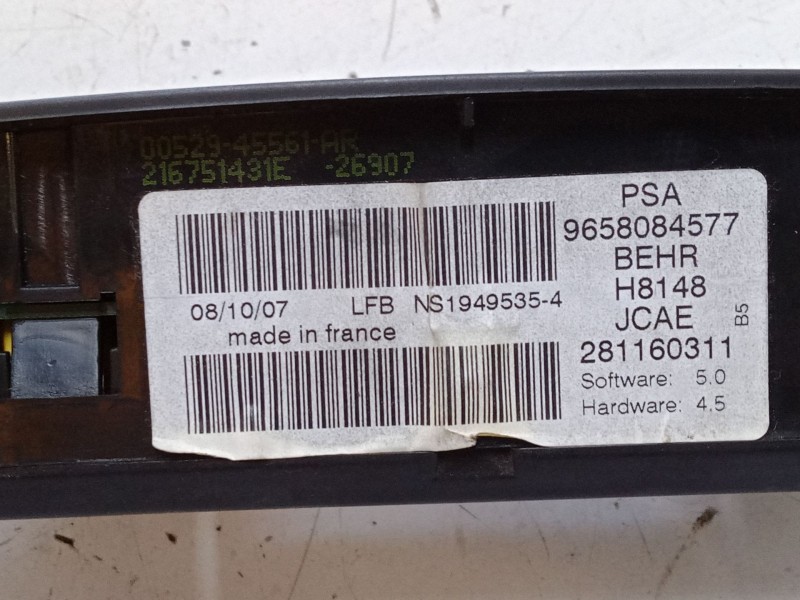 00529-45561-AR
216751431E -26907
PSA
9658084577
BEHR
H8148
JCAE
281160311
B5
Software: 5.0
Hardware: 4.5
08/10/07 LFB NS1949535-4
made in france